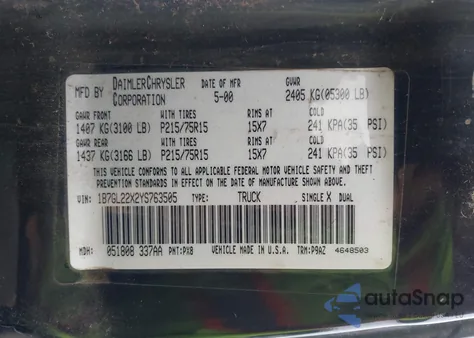 MFD BY DAIMLERCHRYSLER CORPORATION DATE OF MFR 5-00 GVWR 2405 KG(05300 LB)
GAWR FRONT WITH TIRES RIMS AT COLD
1407 KG(3100 LB) P215/75R15 15X7 241 KPA(35 PSI)
GAWR REAR WITH TIRES RIMS AT COLD
1437 KG(3166 LB) P215/75R15 15X7 241 KPA(35 PSI)
THIS VEHICLE CONFORMS TO ALL APPLICABLE FEDERAL MOTOR VEHICLE SAFETY AND THEFT
PREVENTION STANDARDS IN EFFECT ON THE DATE OF MANUFACTURE SHOWN ABOVE.
VIN: 1B7GL22X2YS763505 TYPE: TRUCK SINGLE X DUAL
MDH: 051808 337AA PNT:PX8 VEHICLE MADE IN U.S.A. TRM:P9AZ 4648503
autoSnap